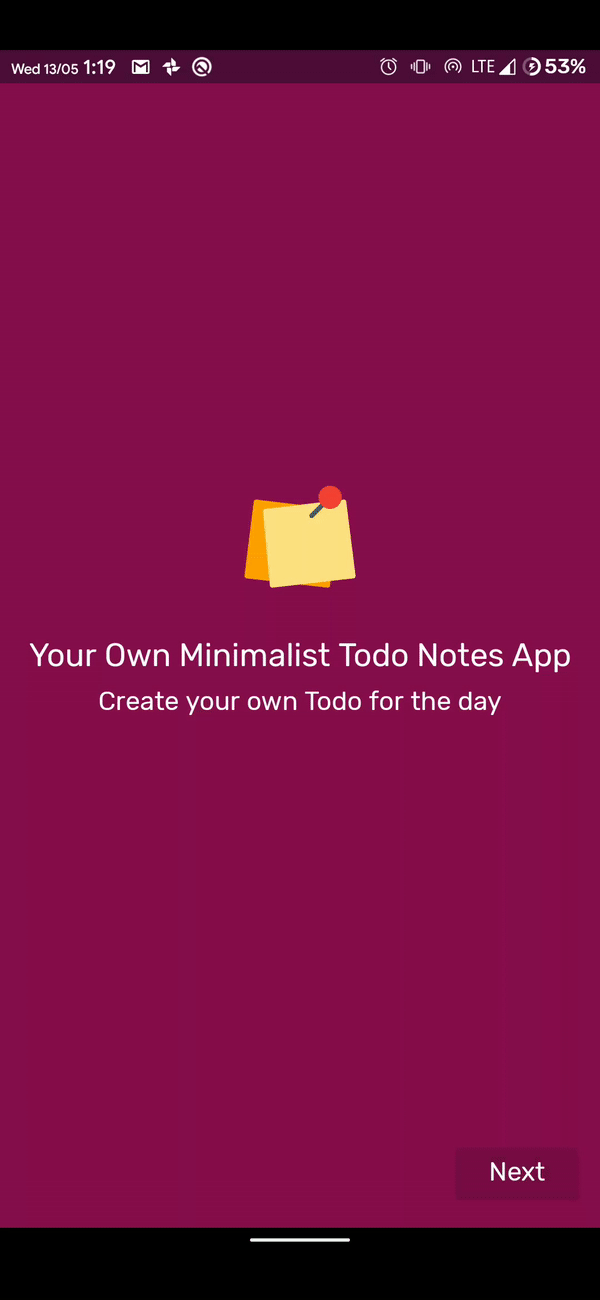 Wed 13/05 1:19 LTE 53%
Your Own Minimalist Todo Notes App
Create your own Todo for the day
Next